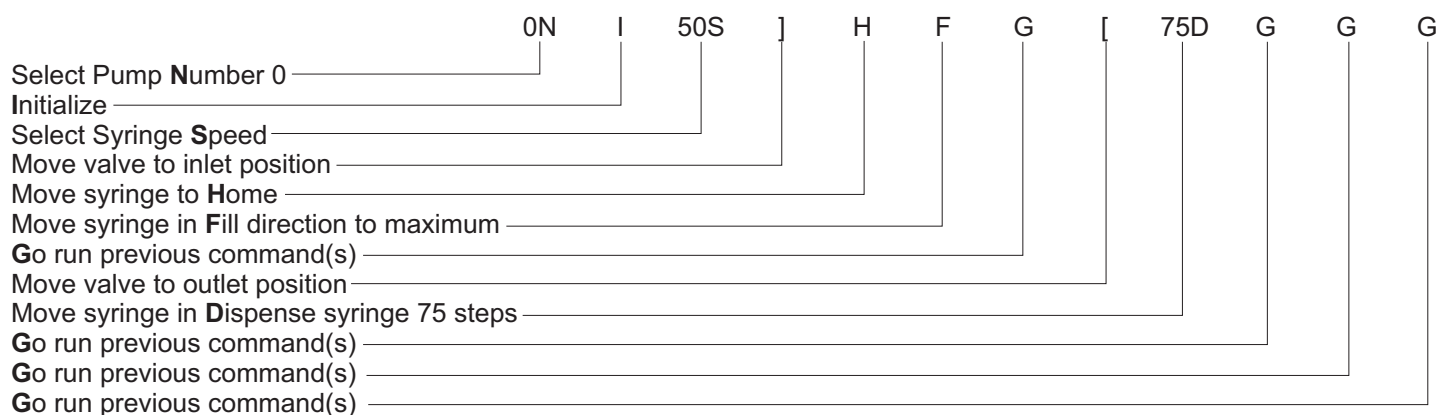 0N I 50S ] H F G [ 75D G G G
Select Pump Number 0
Initialize
Select Syringe Speed
Move valve to inlet position
Move syringe to Home
Move syringe in Fill direction to maximum
Go run previous command(s)
Move valve to outlet position
Move syringe in Dispense syringe 75 steps
Go run previous command(s)
Go run previous command(s)
Go run previous command(s)